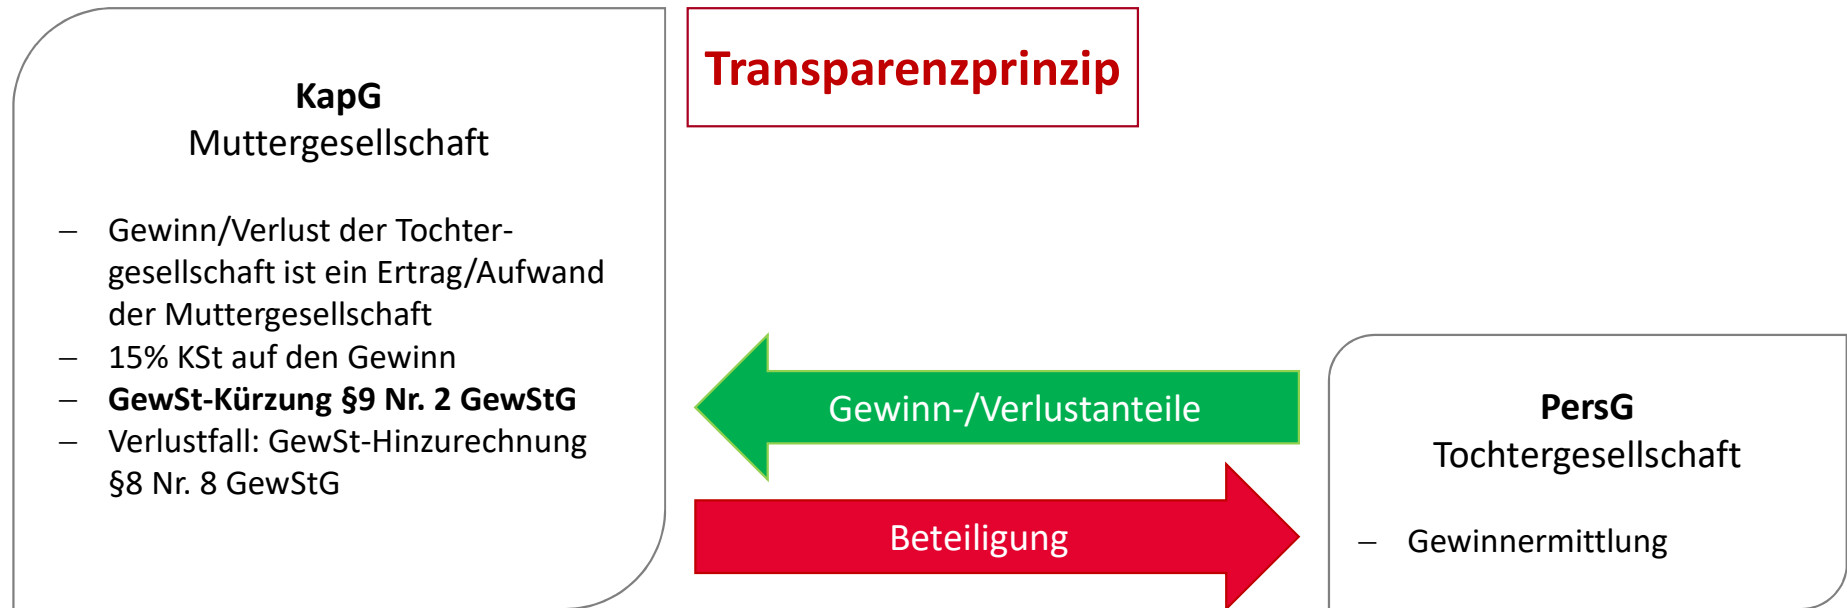 Transparenzprinzip
KapG
Muttergesellschaft
– Gewinn/Verlust der Tochter-
gesellschaft ist ein Ertrag/Aufwand
der Muttergesellschaft
– 15% KSt auf den Gewinn
– GewSt-Kürzung §9 Nr. 2 GewStG
– Verlustfall: GewSt-Hinzurechnung
§8 Nr. 8 GewStG
Gewinn-/Verlustanteile
Beteiligung
PersG
Tochtergesellschaft
– Gewinnermittlung